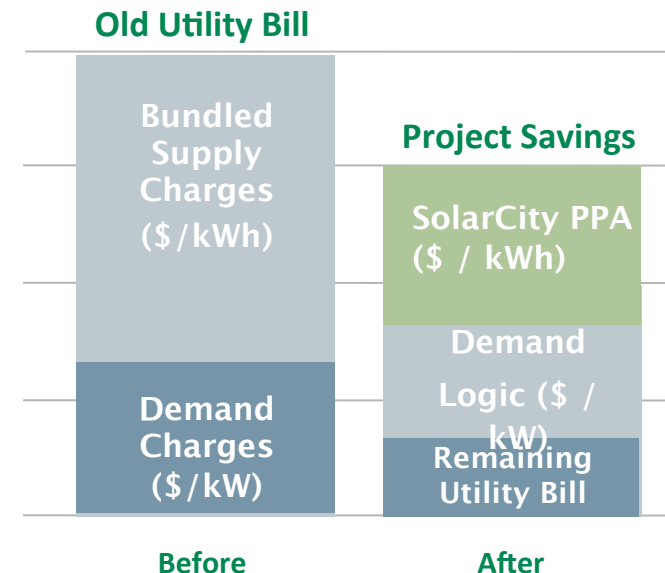 Old Utility Bill
Bundled
Supply
Charges
($/kWh)
Demand
Charges
($/kW)
Project Savings
SolarCity PPA
($ / kWh)
Demand
Logic ($ /
kW)
Remaining
Utility Bill
Before
After